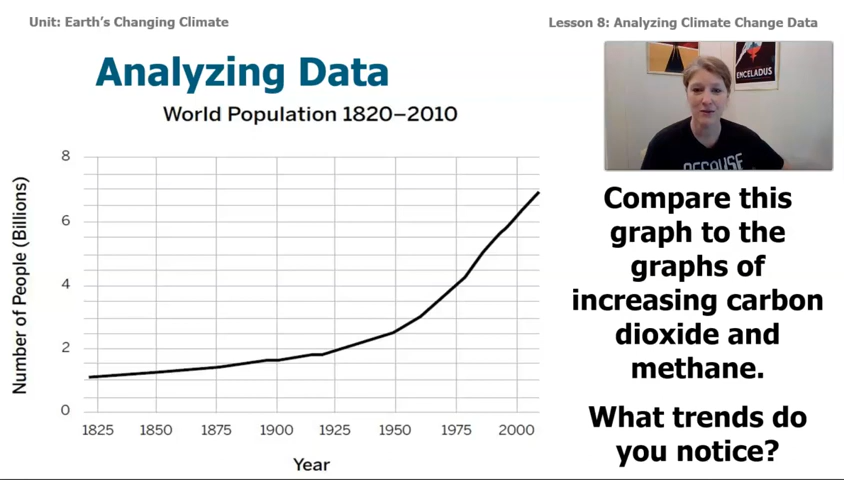 Unit: Earth's Changing Climate
Lesson 8: Analyzing Climate Change Data
Analyzing Data
World Population 1820–2010
ENCELADUS
BECAUSE
Number of People (Billions)
8
6
4
2
0
1825 1850 1875 1900 1925 1950 1975 2000
Year
Compare this
graph to the
graphs of
increasing carbon
dioxide and
methane.
What trends do
you notice?